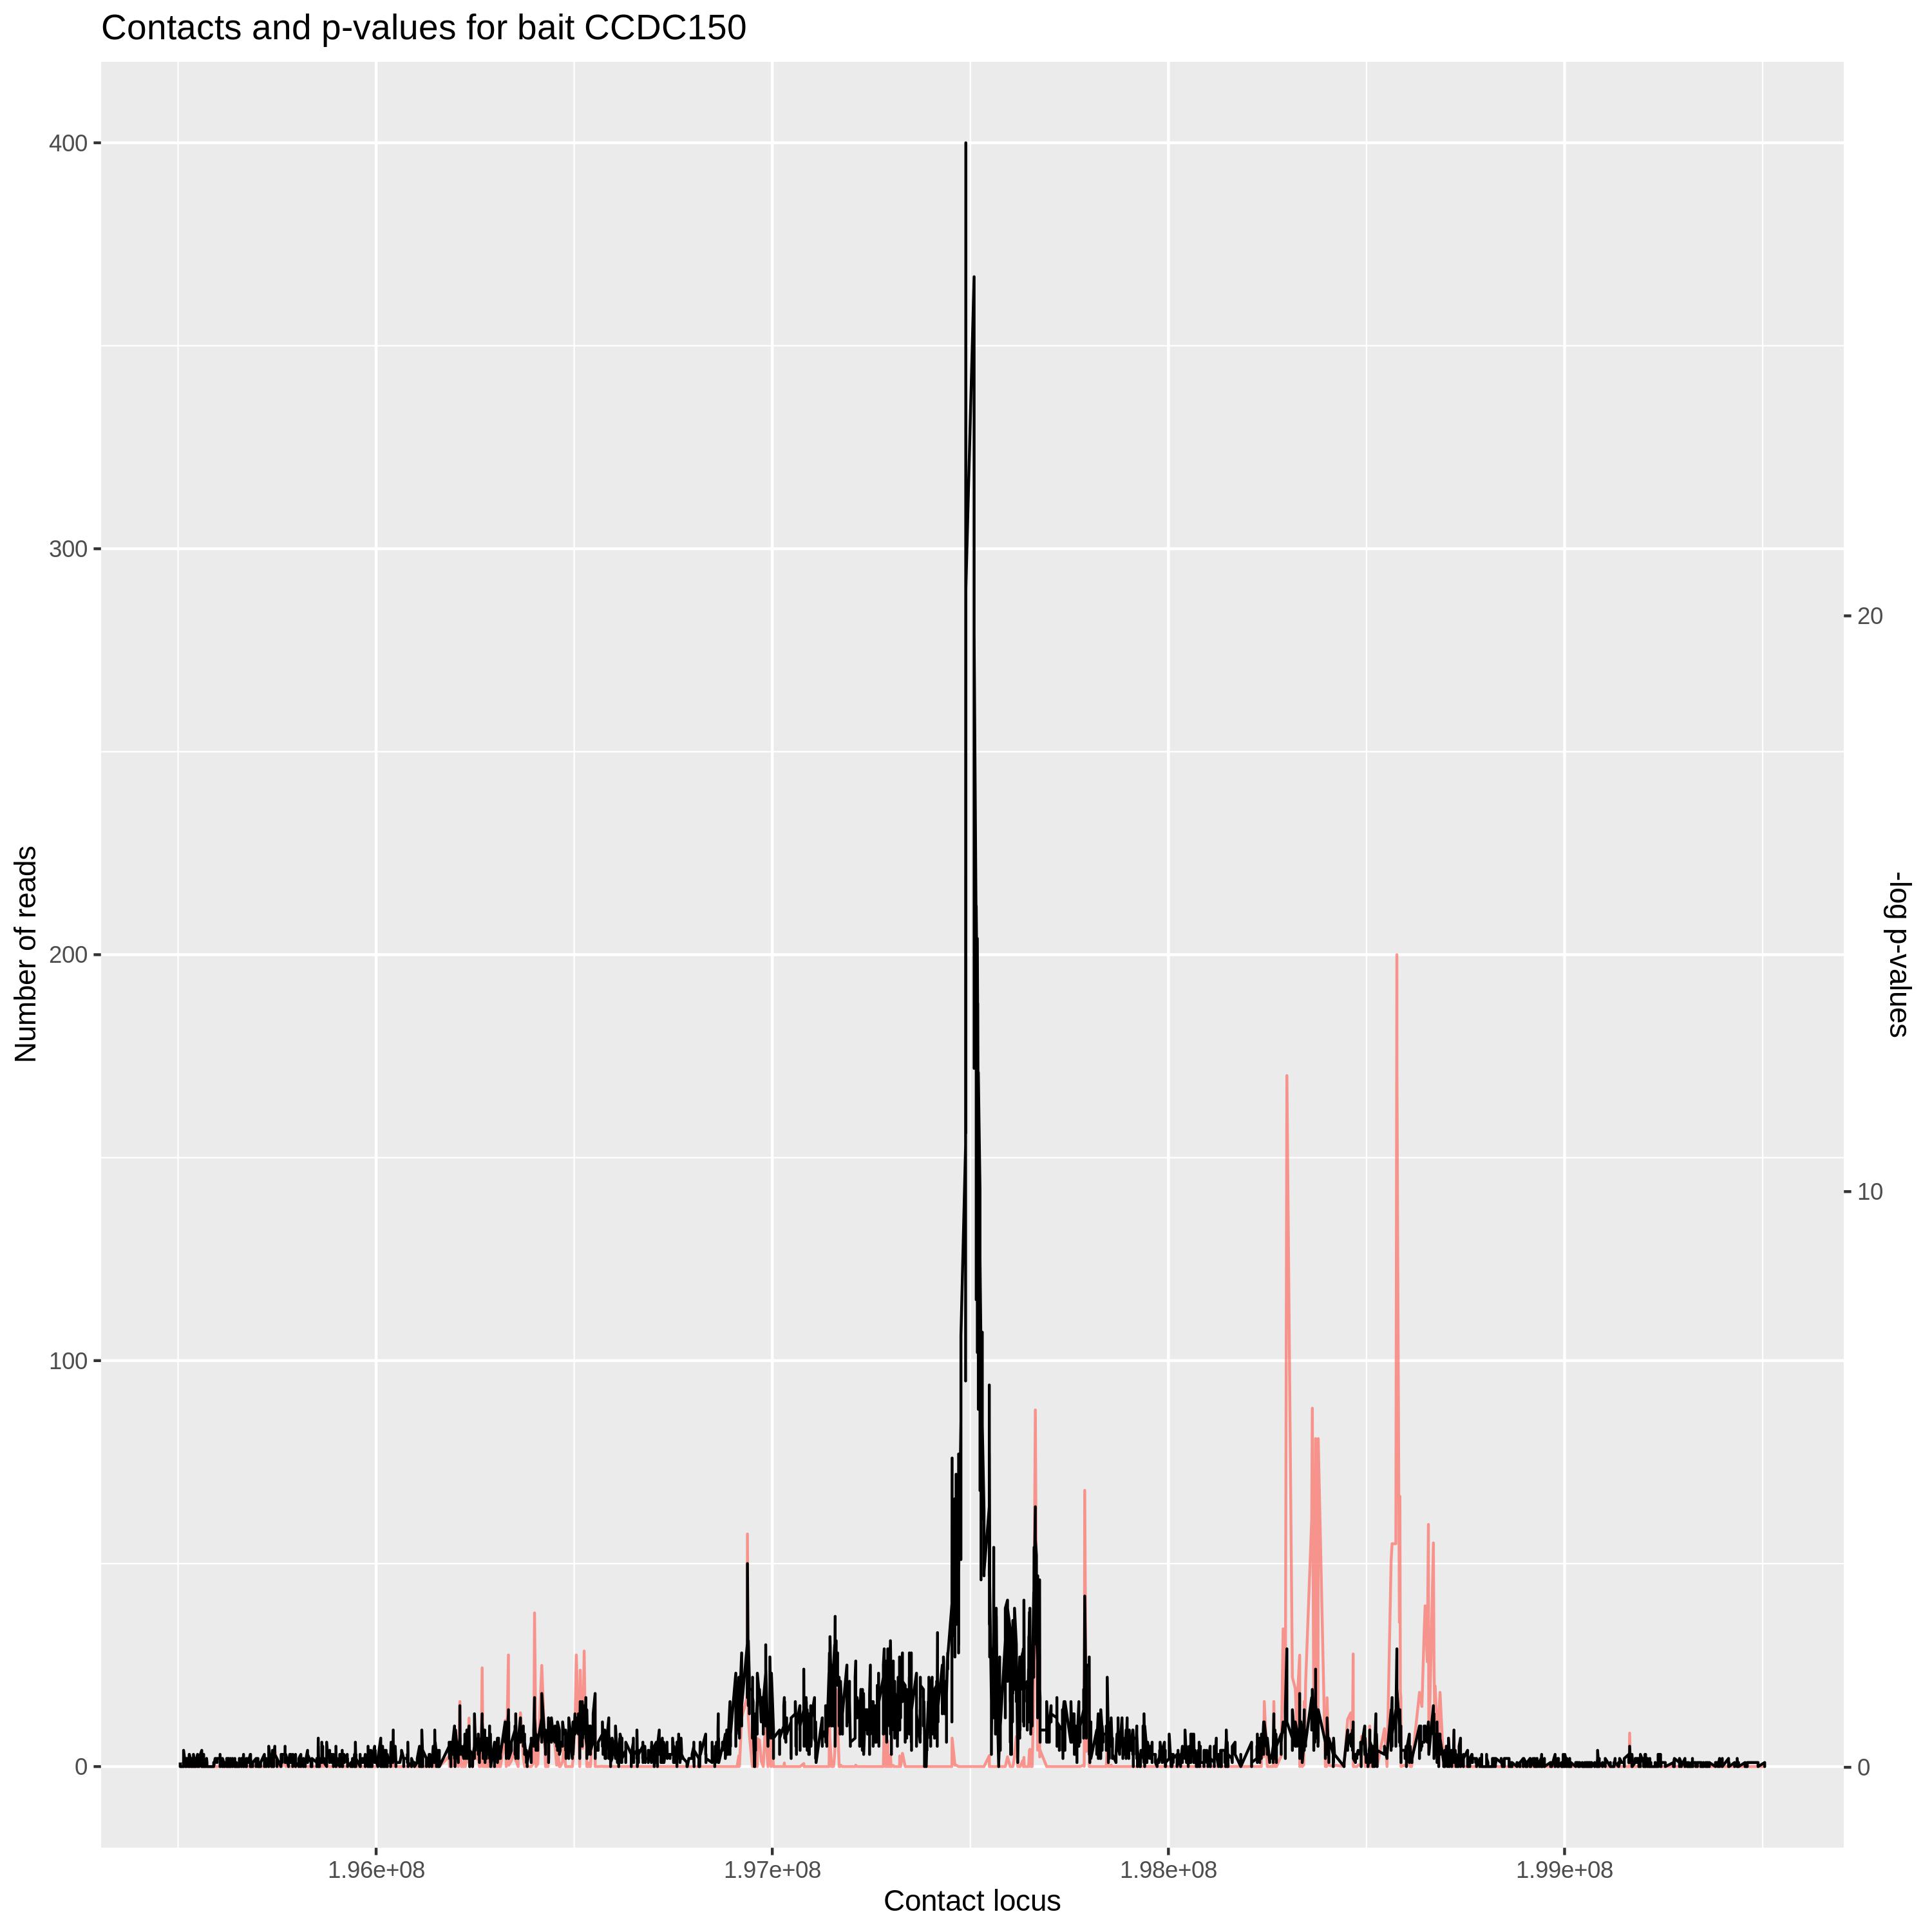 Contacts and p-values for bait CCDC150
400
300
200
100
0
Number of reads
20
10
0
-log p-values
1.96e+08
1.97e+08
1.98e+08
1.99e+08
Contact locus